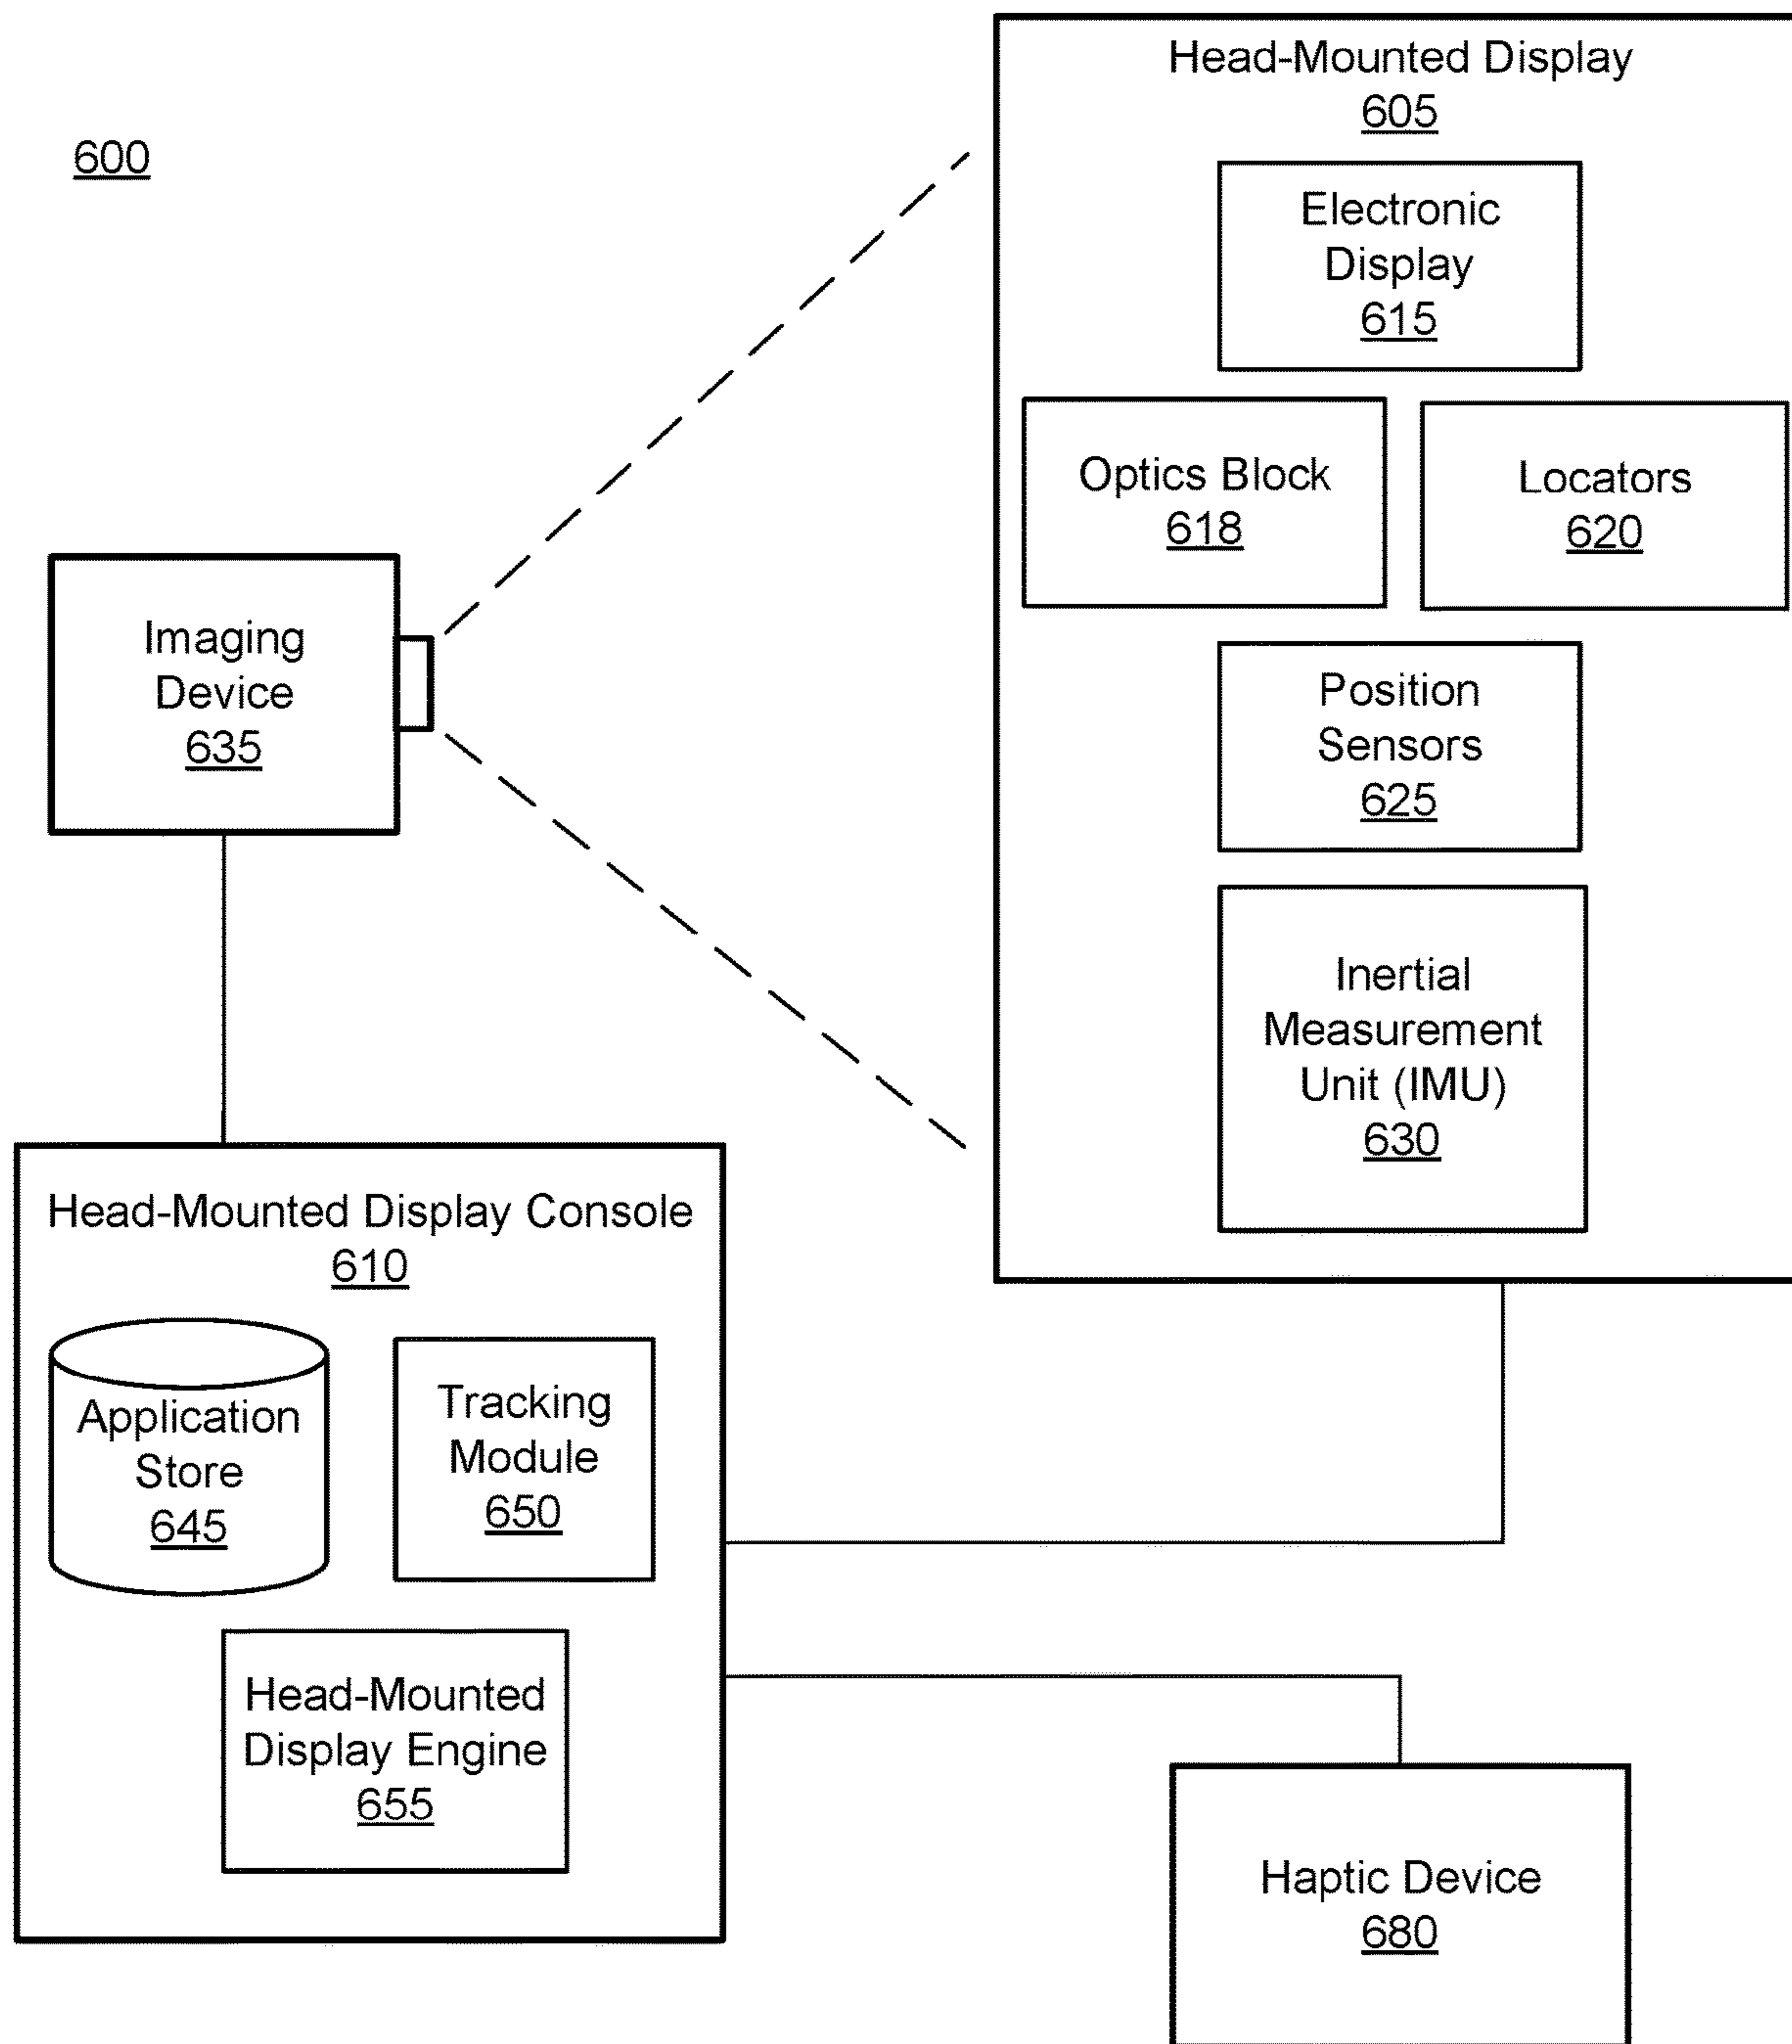 600
Head-Mounted Display
605
Electronic
Display
615
Optics Block
618
Locators
620
Position
Sensors
625
Inertial
Measurement
Unit (IMU)
630
Imaging
Device
635
Head-Mounted Display Console
610
Application
Store
645
Tracking
Module
650
Head-Mounted
Display Engine
655
Haptic Device
680